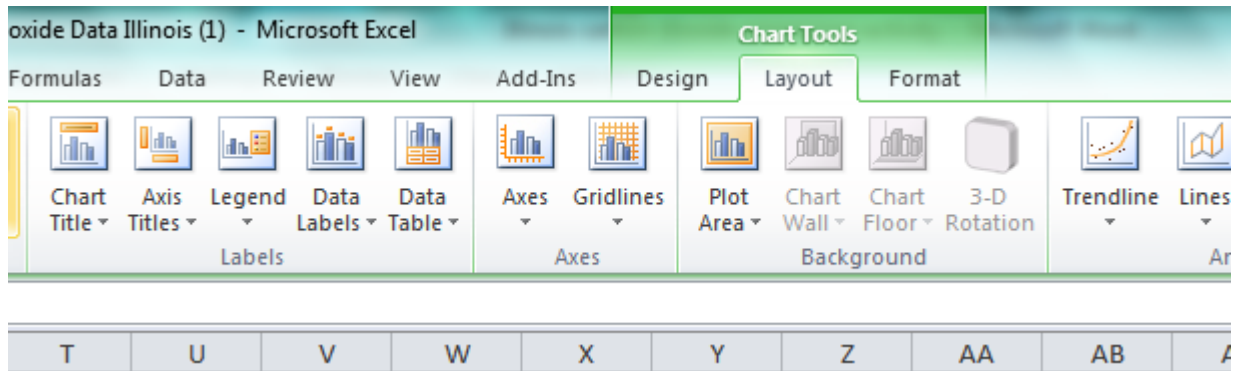 oxide Data Illinois (1) - Microsoft Excel
Chart Tools
Formulas Data Review View Add-Ins Design Layout Format
Chart Title
Axis Titles
Legend
Data Labels
Data Table
Axes
Gridlines
Plot Area
Chart Wall
Chart Floor
3-D Rotation
Trendline
Lines
Labels Axes Background Ar
T U V W X Y Z AA AB